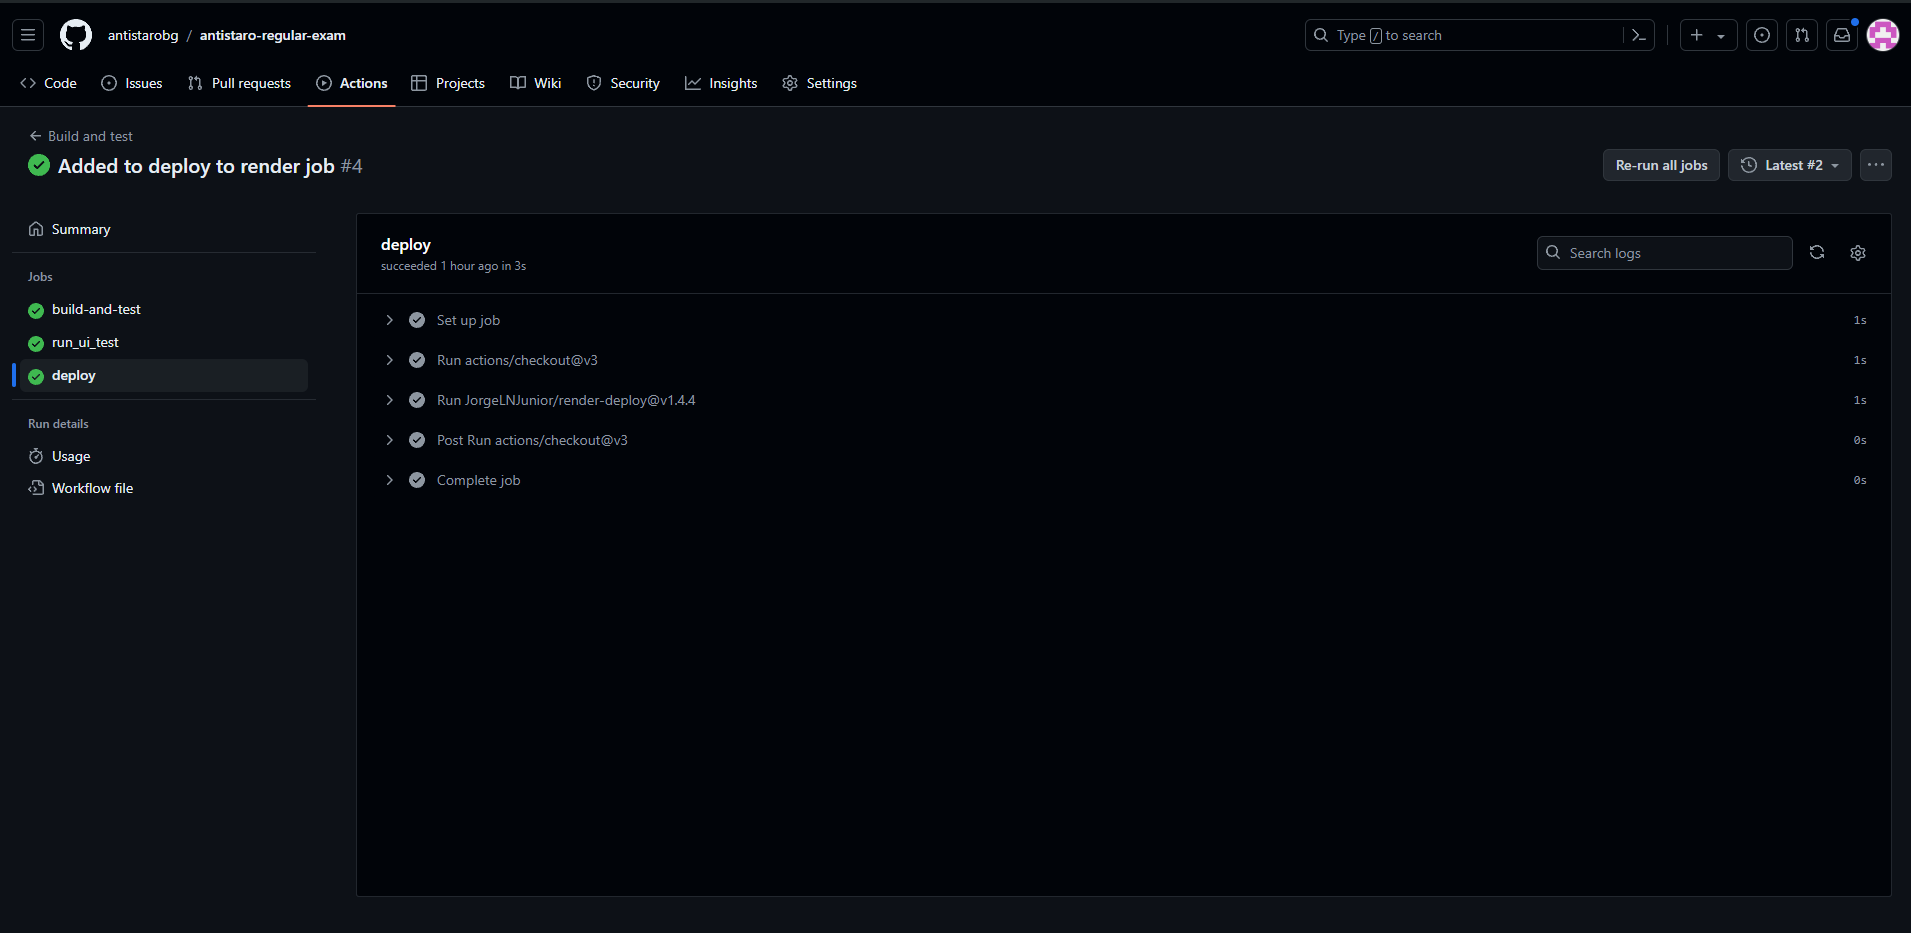 antistarobg / antistaro-regular-exam
Type / to search
Code Issues Pull requests Actions Projects Wiki Security Insights Settings
Build and test
Added to deploy to render job #4
Re-run all jobs
Latest #2
Summary
Jobs
build-and-test
run_ui_test
deploy
Run details
Usage
Workflow file
deploy
succeeded 1 hour ago in 3s
Search logs
Set up job 1s
Run actions/checkout@v3 1s
Run JorgeLNJunior/render-deploy@v1.4.4 1s
Post Run actions/checkout@v3 0s
Complete job 0s